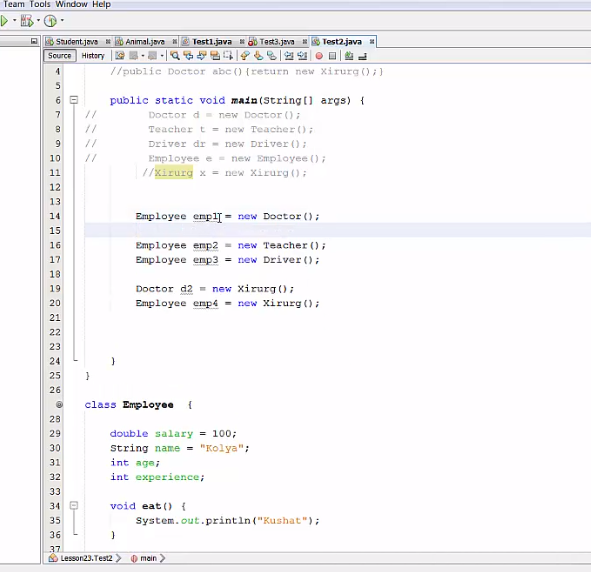 Team Tools Window Help
Student.java Animal.java Test1.java Test3.java Test2.java
Source History
4 //public Doctor abc(){return new Xirurg();}
5
6 public static void main(String[] args) {
7 // Doctor d = new Doctor();
8 // Teacher t = new Teacher();
9 // Driver dr = new Driver();
10 // Employee e = new Employee();
11 //Xirurg x = new Xirurg();
12
13
14 Employee emp1 = new Doctor();
15
16 Employee emp2 = new Teacher();
17 Employee emp3 = new Driver();
18
19 Doctor d2 = new Xirurg();
20 Employee emp4 = new Xirurg();
21
22
23
24 }
25 }
26
class Employee {
28
29 double salary = 100;
30 String name = "Kolya";
31 int age;
32 int experience;
33
34 void eat() {
35 System.out.println("Kushat");
36 }
37
Lesson23.Test2 main